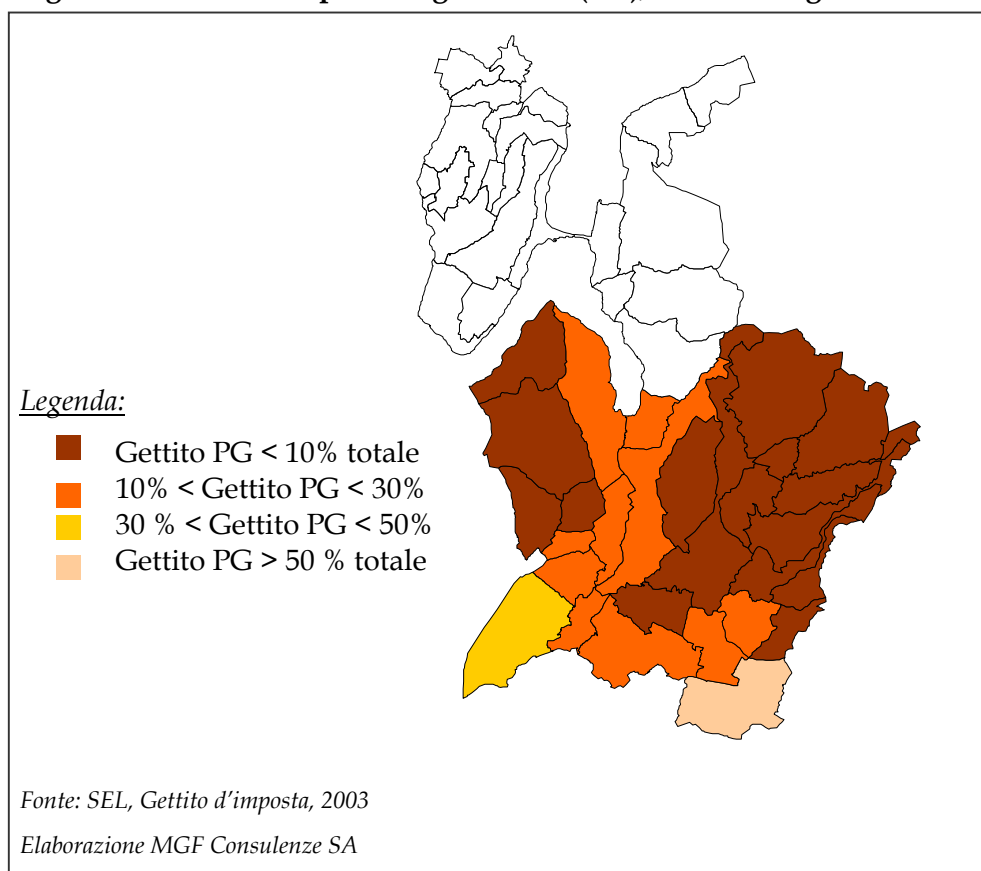 Legenda:
Gettito PG < 10% totale
10% < Gettito PG < 30%
30 % < Gettito PG < 50%
Gettito PG > 50 % totale
Fonte: SEL, Gettito d'imposta, 2003
Elaborazione MGF Consulenze SA